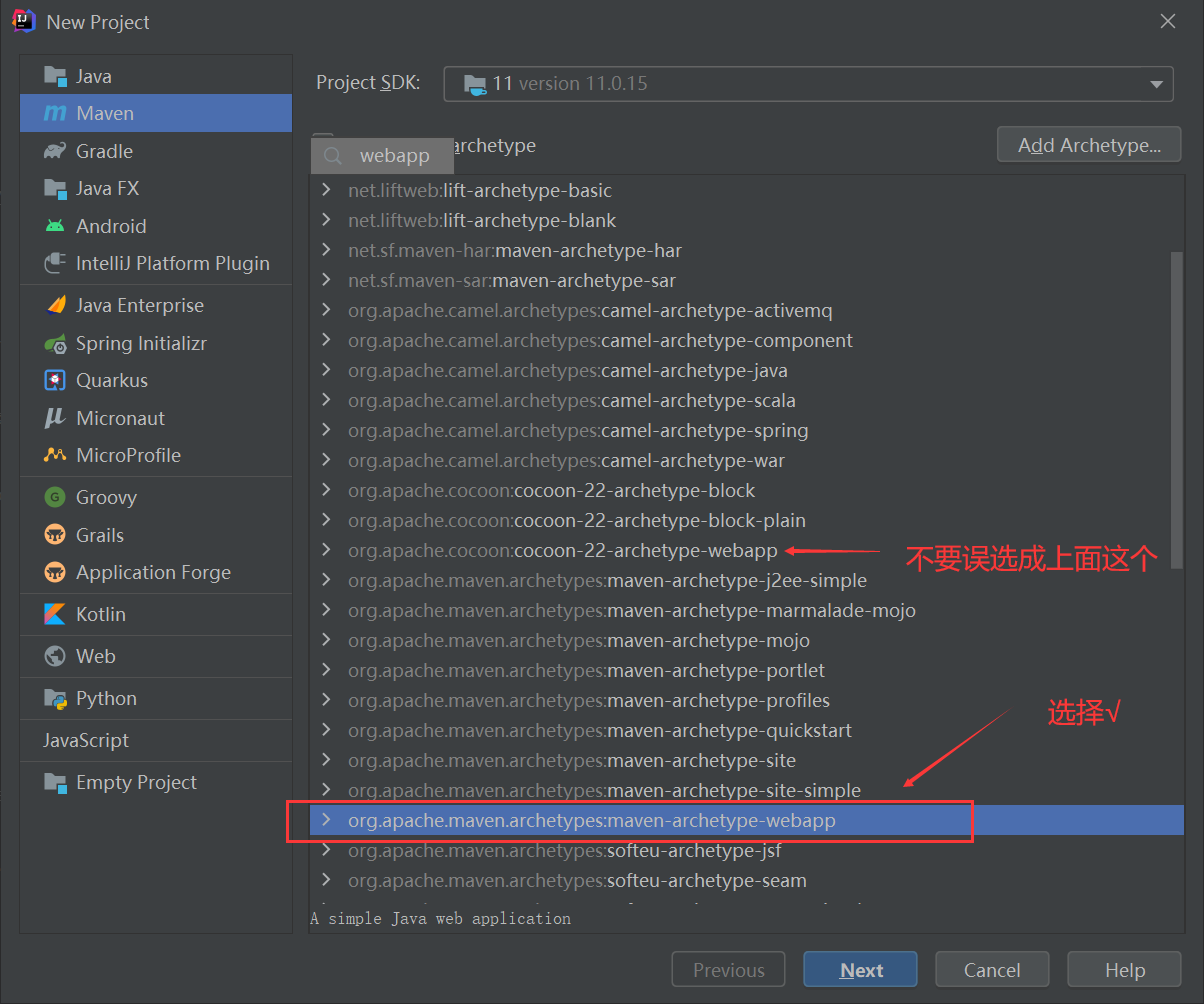 New Project
Java
Maven
Gradle
Java FX
Android
IntelliJ Platform Plugin
Java Enterprise
Spring Initializr
Quarkus
Micronaut
MicroProfile
Groovy
Grails
Application Forge
Kotlin
Web
Python
JavaScript
Empty Project
Project SDK: 11 version 11.0.15
webapp archetype Add Archetype...
net.liftweb:lift-archetype-basic
net.liftweb:lift-archetype-blank
net.sf.maven-har:maven-archetype-har
net.sf.maven-sar:maven-archetype-sar
org.apache.camel.archetypes:camel-archetype-activemq
org.apache.camel.archetypes:camel-archetype-component
org.apache.camel.archetypes:camel-archetype-java
org.apache.camel.archetypes:camel-archetype-scala
org.apache.camel.archetypes:camel-archetype-spring
org.apache.camel.archetypes:camel-archetype-war
org.apache.cocoon:cocoon-22-archetype-block
org.apache.cocoon:cocoon-22-archetype-block-plain
org.apache.cocoon:cocoon-22-archetype-webapp 不要误选成上面这个
org.apache.maven.archetypes:maven-archetype-j2ee-simple
org.apache.maven.archetypes:maven-archetype-marmalade-mojo
org.apache.maven.archetypes:maven-archetype-mojo
org.apache.maven.archetypes:maven-archetype-portlet
org.apache.maven.archetypes:maven-archetype-profiles
选择√
org.apache.maven.archetypes:maven-archetype-quickstart
org.apache.maven.archetypes:maven-archetype-site
org.apache.maven.archetypes:maven-archetype-site-simple
org.apache.maven.archetypes:maven-archetype-webapp
org.apache.maven.archetypes:softeu-archetype-jsf
org.apache.maven.archetypes:softeu-archetype-seam
A simple Java web application
Previous Next Cancel Help